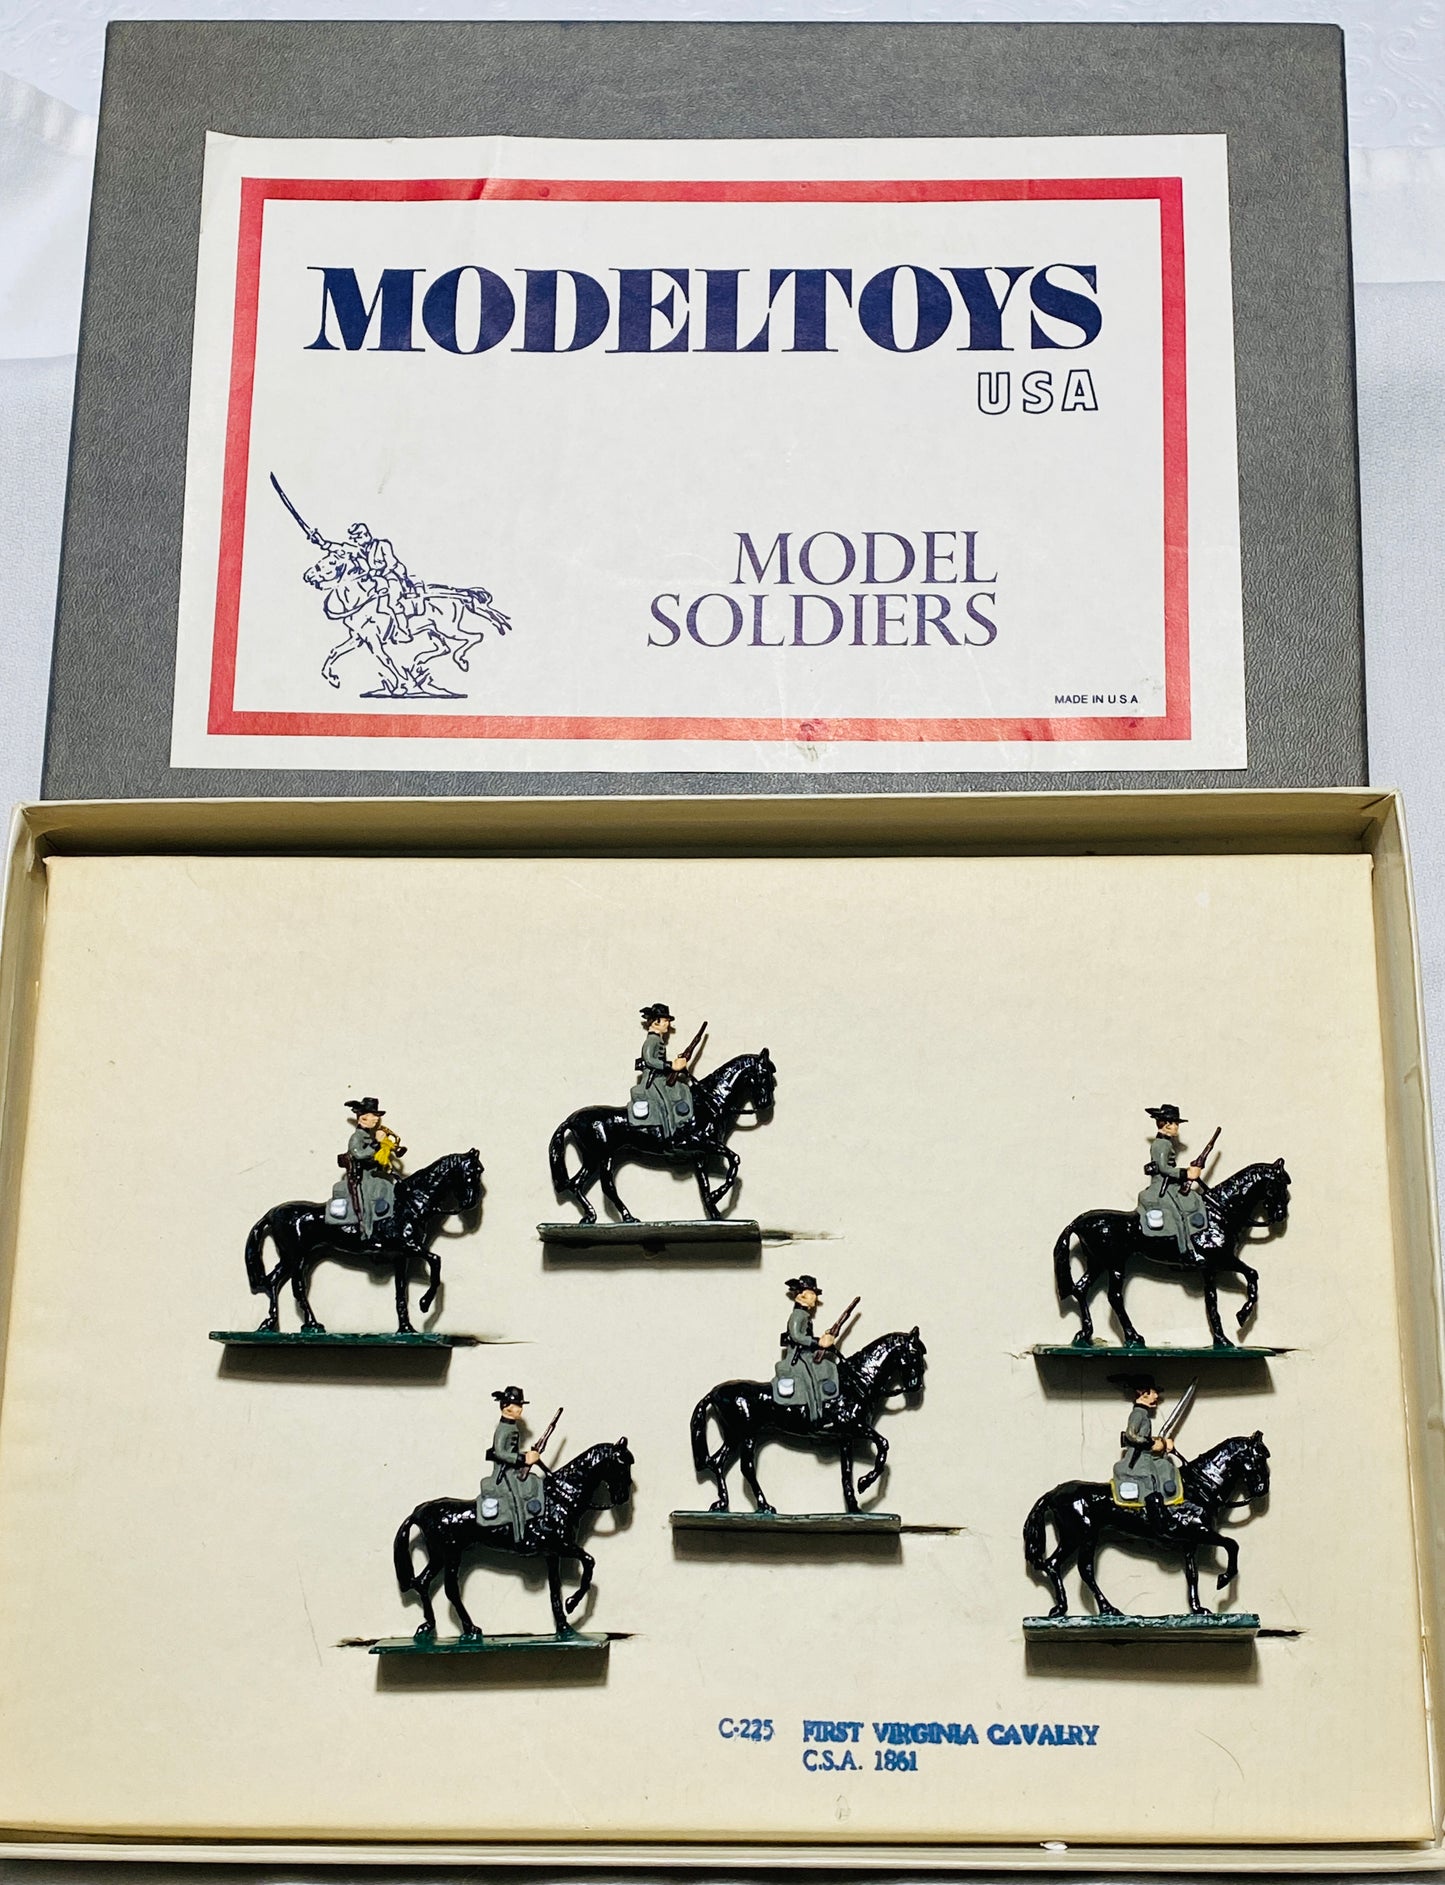 MODELTOYS
USA
MODEL
SOLDIERS
MADE IN U S A
C-225 FIRST VIRGINIA CAVALRY
C.S.A. 1861